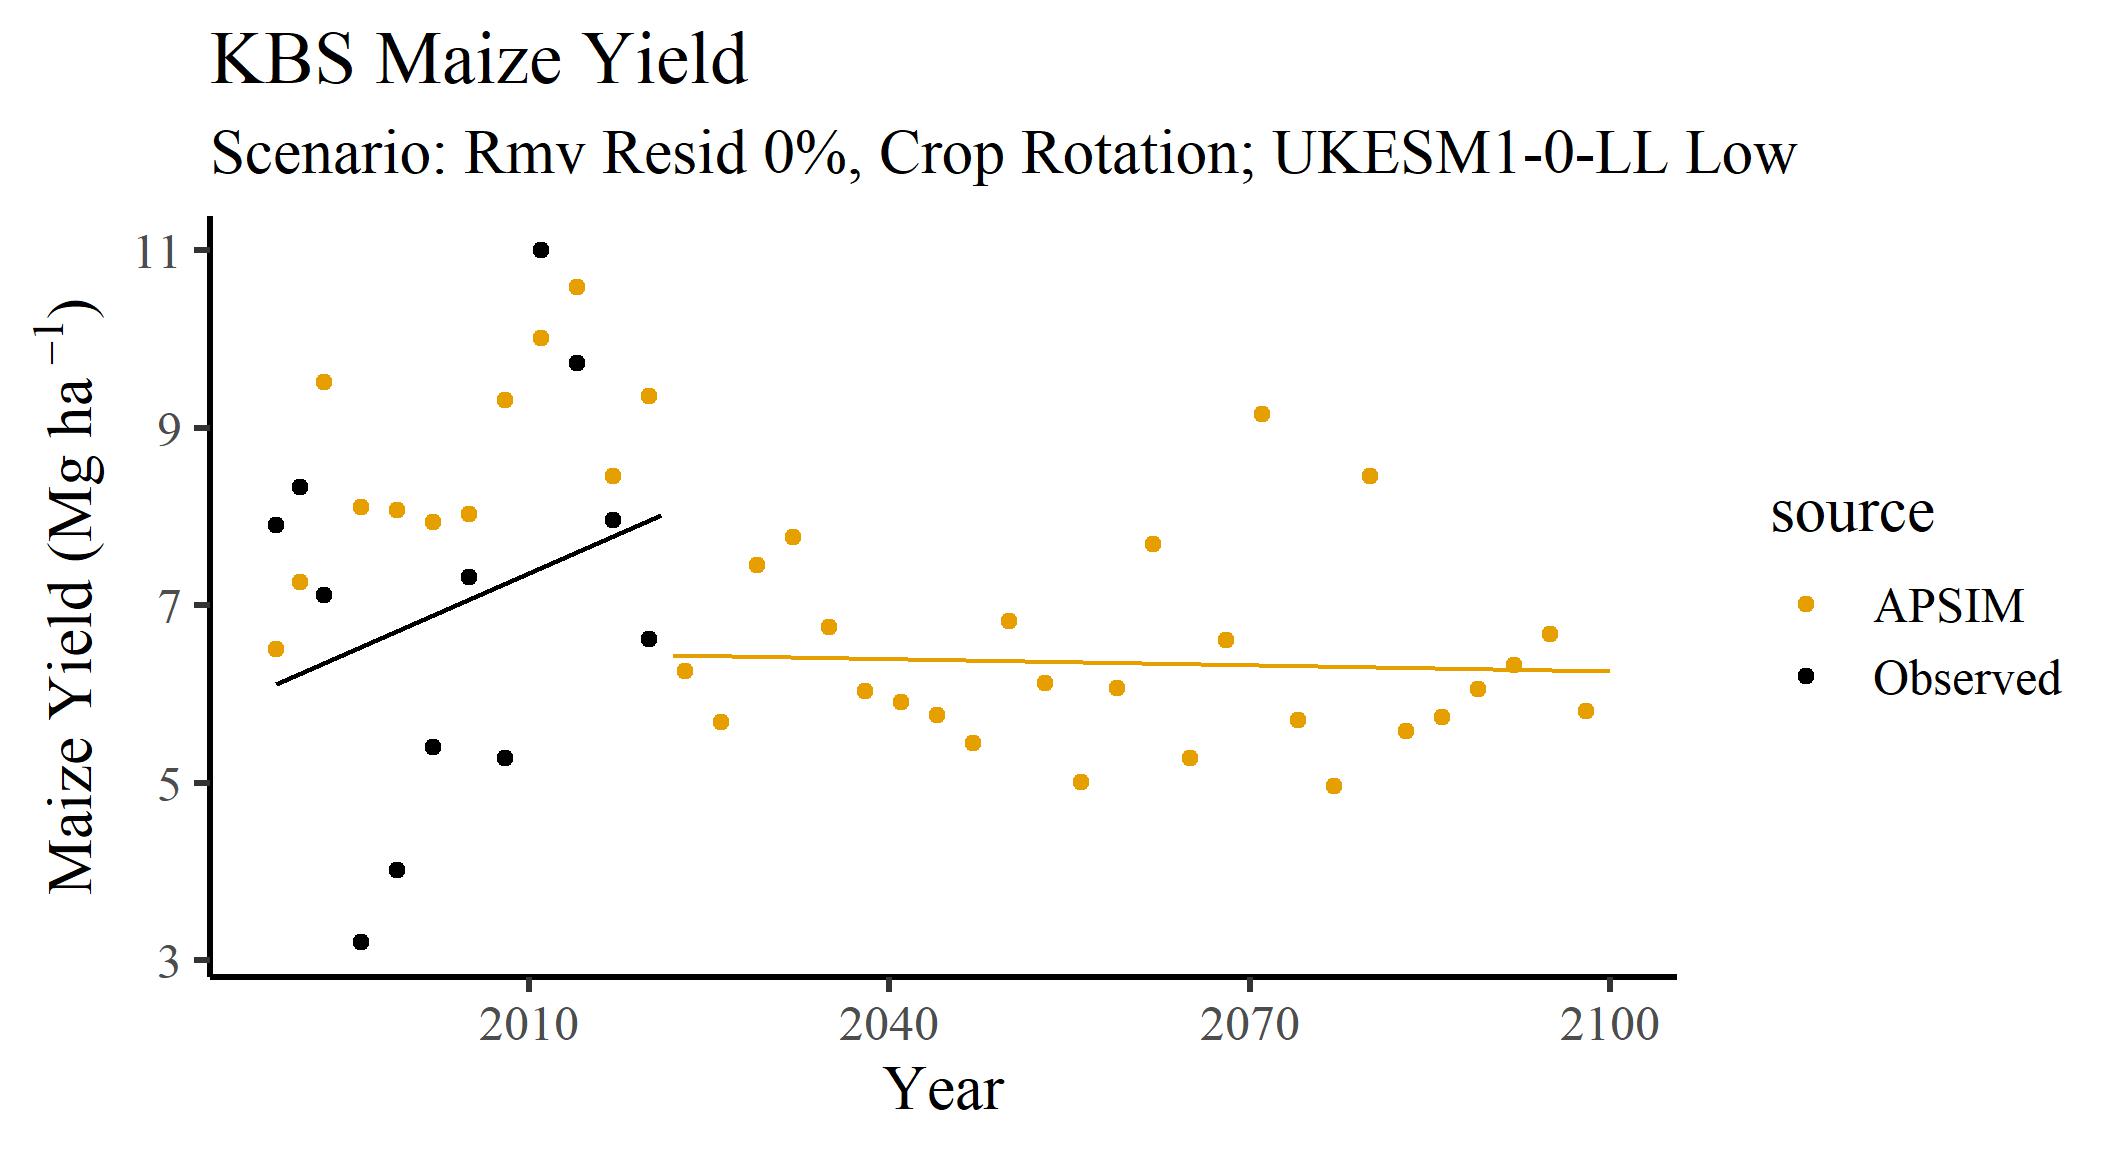 KBS Maize Yield
Scenario: Rmv Resid 0%, Crop Rotation; UKESM1-0-LL Low
Maize Yield (Mg ha ⁻¹)
11
9
7
5
3
2010 2040 2070 2100
Year
source
APSIM
Observed